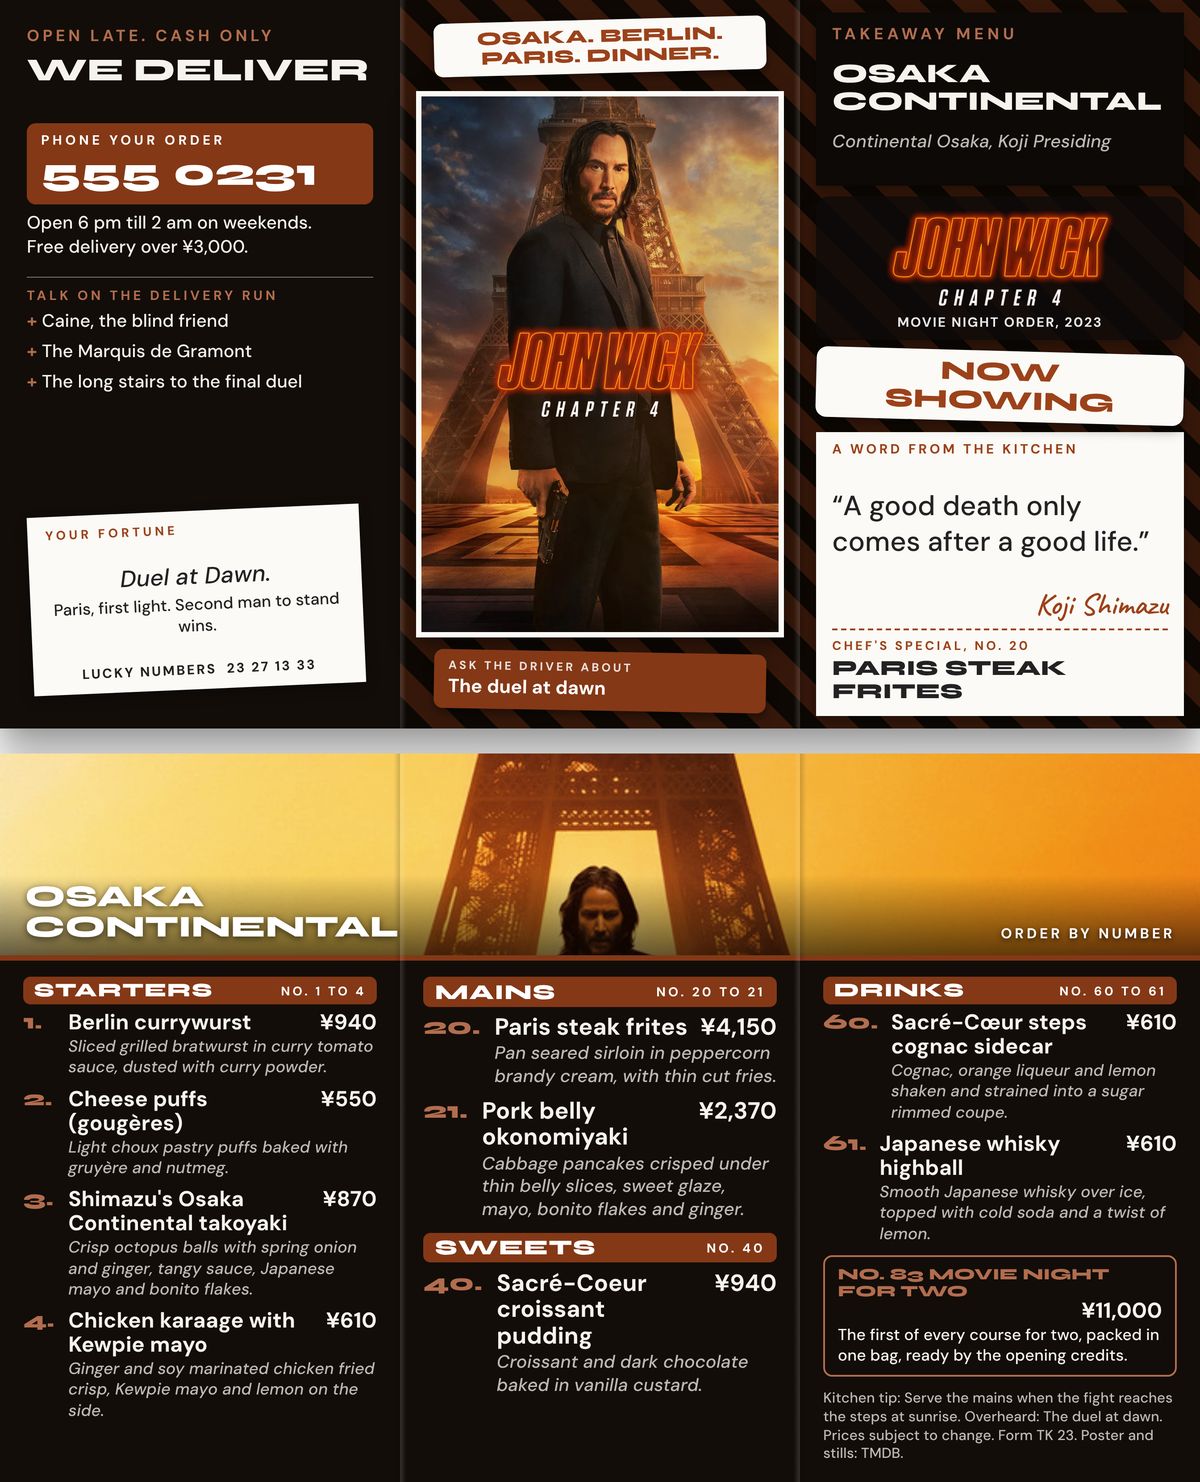 OPEN LATE. CASH ONLY
WE DELIVER
PHONE YOUR ORDER
555 0231
Open 6 pm till 2 am on weekends.
Free delivery over ¥3,000.
TALK ON THE DELIVERY RUN
+ Caine, the blind friend
+ The Marquis de Gramont
+ The long stairs to the final duel
YOUR FORTUNE
Duel at Dawn.
Paris, first light. Second man to stand
wins.
LUCKY NUMBERS 23 27 13 33
OSAKA. BERLIN.
PARIS. DINNER.
JOHN WICK
CHAPTER 4
ASK THE DRIVER ABOUT
The duel at dawn
TAKEAWAY MENU
OSAKA
CONTINENTAL
Continental Osaka, Koji Presiding
JOHN WICK
CHAPTER 4
MOVIE NIGHT ORDER, 2023
NOW
SHOWING
A WORD FROM THE KITCHEN
“A good death only
comes after a good life.”
Koji Shimazu
CHEF'S SPECIAL, NO. 20
PARIS STEAK
FRITES
OSAKA
CONTINENTAL
ORDER BY NUMBER
STARTERS NO. 1 TO 4
1. Berlin currywurst ¥940
Sliced grilled bratwurst in curry tomato
sauce, dusted with curry powder.
2. Cheese puffs ¥550
(gougères)
Light choux pastry puffs baked with
gruyère and nutmeg.
3. Shimazu's Osaka ¥870
Continental takoyaki
Crisp octopus balls with spring onion
and ginger, tangy sauce, Japanese
mayo and bonito flakes.
4. Chicken karaage with ¥610
Kewpie mayo
Ginger and soy marinated chicken fried
crisp, Kewpie mayo and lemon on the
side.
MAINS NO. 20 TO 21
20. Paris steak frites ¥4,150
Pan seared sirloin in peppercorn
brandy cream, with thin cut fries.
21. Pork belly ¥2,370
okonomiyaki
Cabbage pancakes crisped under
thin belly slices, sweet glaze,
mayo, bonito flakes and ginger.
SWEETS NO. 40
40. Sacré-Coeur ¥940
croissant
pudding
Croissant and dark chocolate
baked in vanilla custard.
DRINKS NO. 60 TO 61
60. Sacré-Cœur steps ¥610
cognac sidecar
Cognac, orange liqueur and lemon
shaken and strained into a sugar
rimmed coupe.
61. Japanese whisky ¥610
highball
Smooth Japanese whisky over ice,
topped with cold soda and a twist of
lemon.
NO. 83 MOVIE NIGHT
FOR TWO
¥11,000
The first of every course for two, packed in
one bag, ready by the opening credits.
Kitchen tip: Serve the mains when the fight reaches
the steps at sunrise. Overheard: The duel at dawn.
Prices subject to change. Form TK 23. Poster and
stills: TMDB.